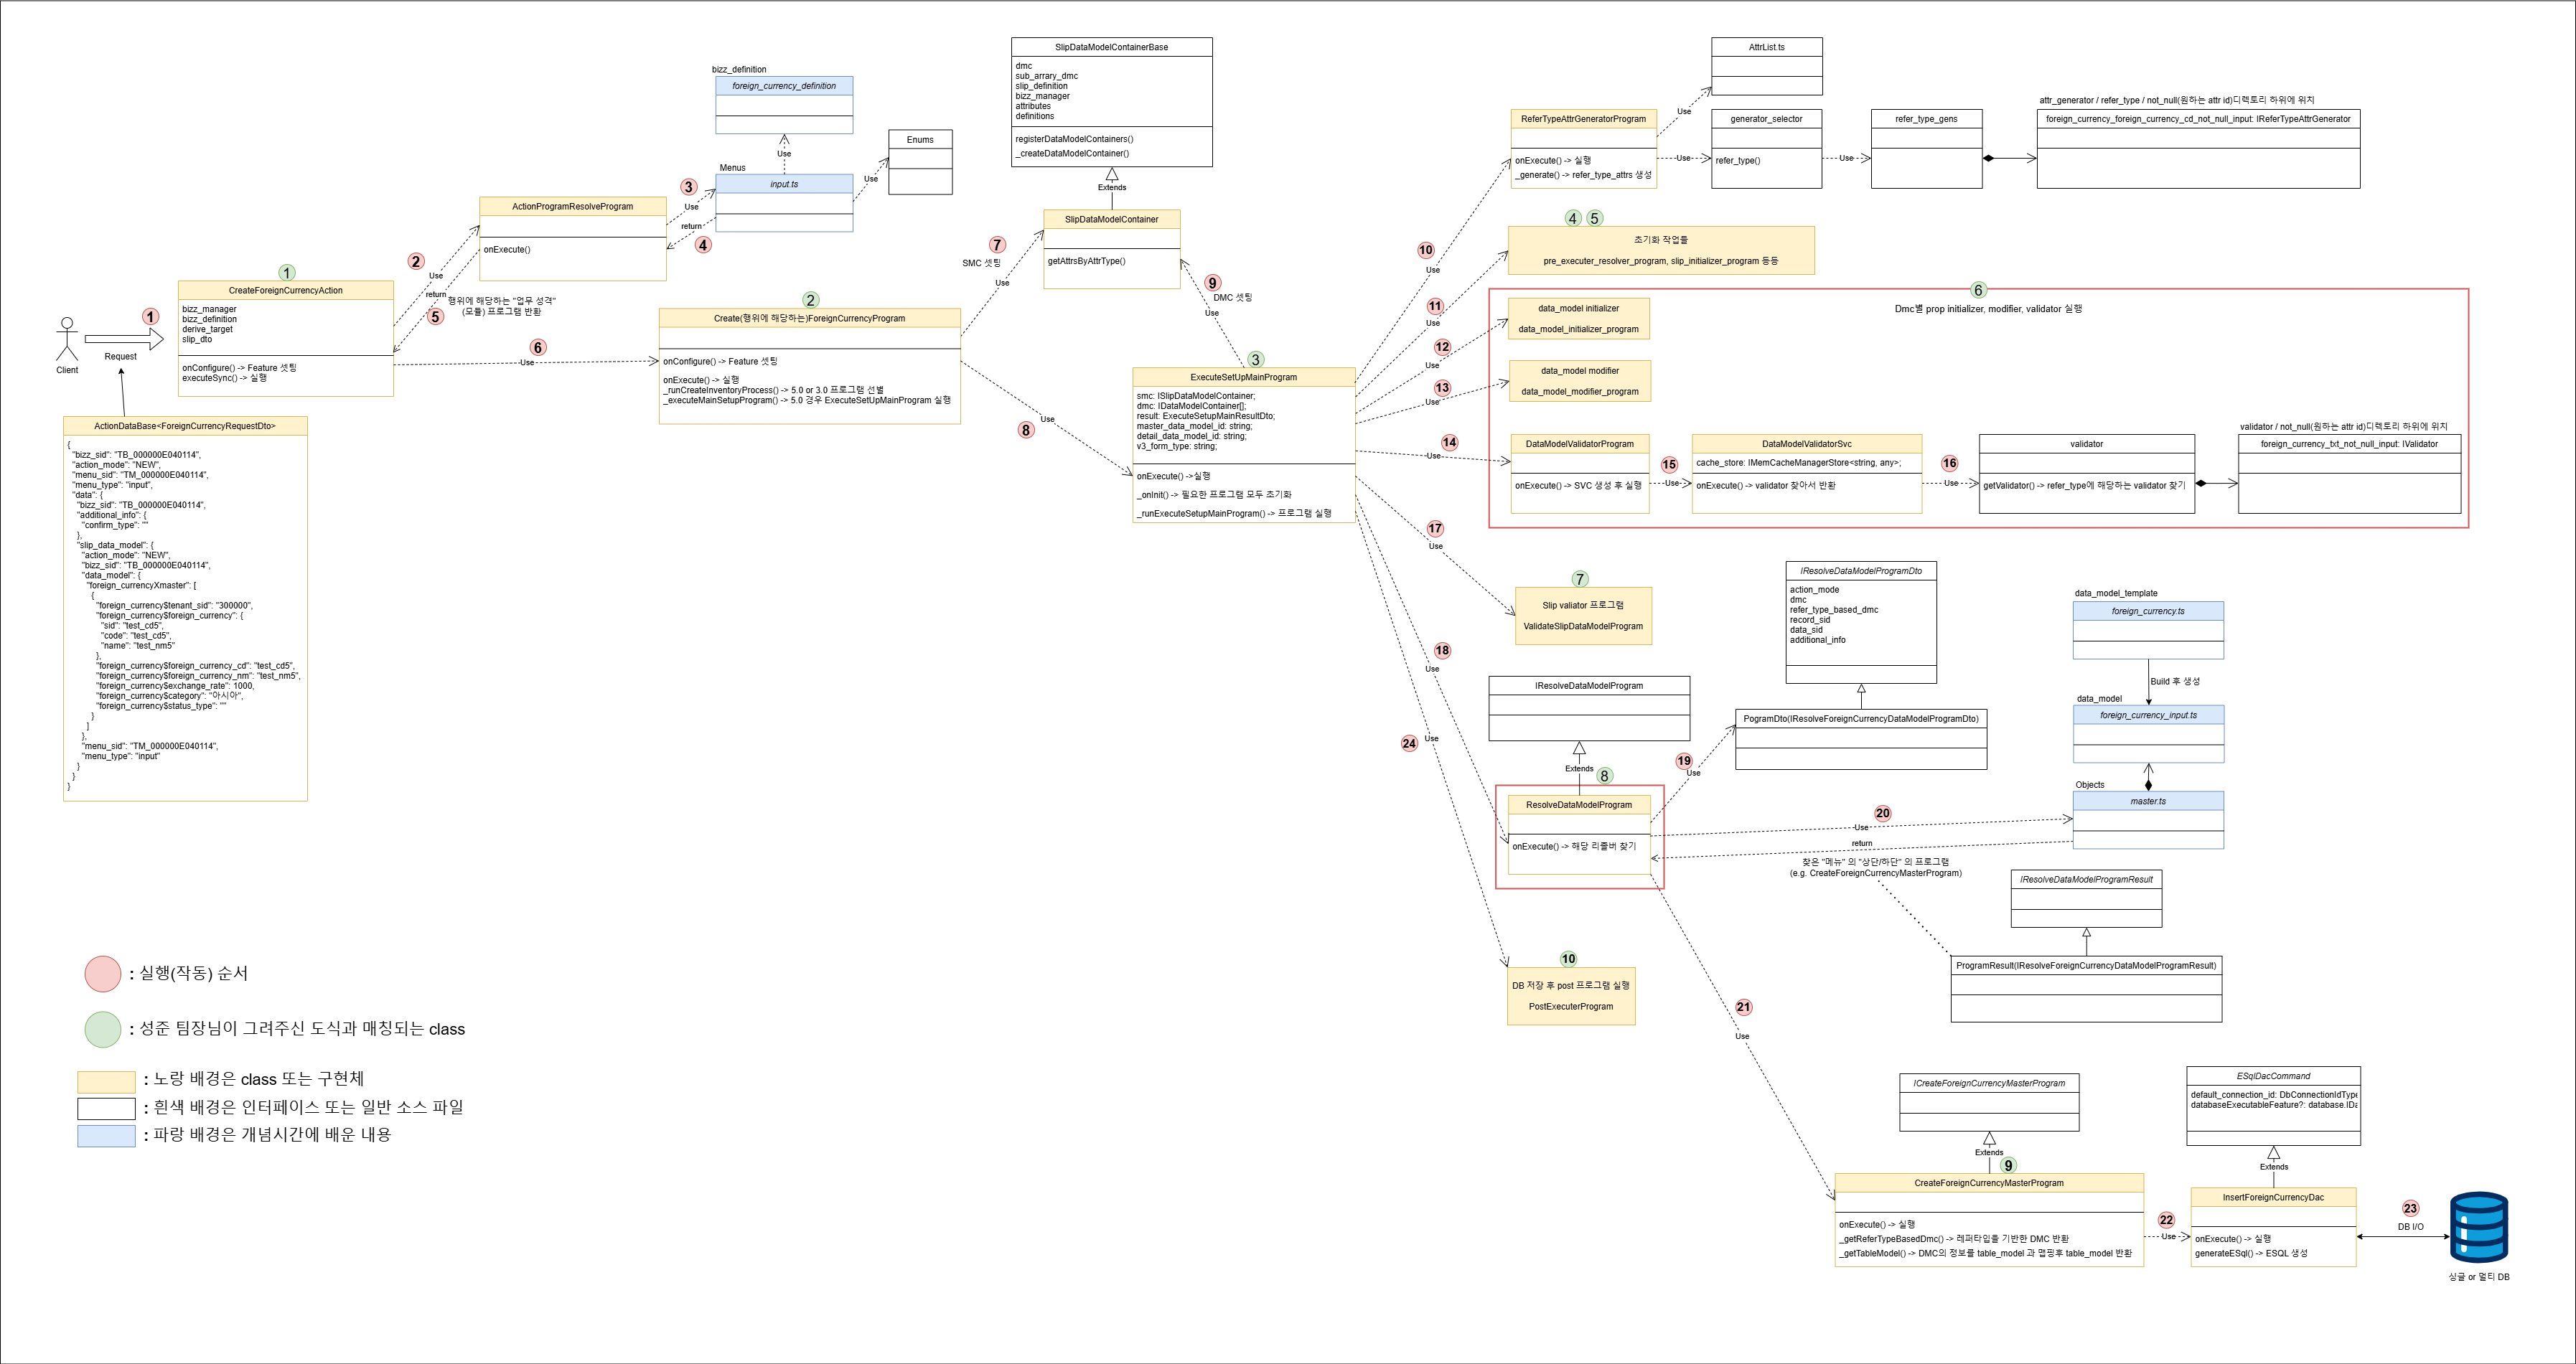 Client
Request
1
ActionDataBase<ForeignCurrencyRequestDto>
{
"bizz_sid": "TB_000000E040114",
"action_mode": "NEW",
"menu_sid": "TM_000000E040114",
"menu_type": "input",
"data": {
"bizz_sid": "TB_000000E040114",
"additional_info": {
"confirm_type": ""
},
"slip_data_model": {
"action_mode": "NEW",
"bizz_sid": "TB_000000E040114",
"data_model": {
"foreign_currencyXmaster": [
{
"foreign_currency$tenant_sid": "300000",
"foreign_currency$foreign_currency": {
"sid": "test_cd5",
"code": "test_cd5",
"name": "test_nm5"
},
"foreign_currency$foreign_currency_cd": "test_cd5",
"foreign_currency$foreign_currency_nm": "test_nm5",
"foreign_currency$exchange_rate": 1000,
"foreign_currency$category": "아시아",
"foreign_currency$status_type": ""
}
]
},
"menu_sid": "TM_000000E040114",
"menu_type": "input"
}
}
}
1
CreateForeignCurrencyAction
bizz_manager
bizz_definition
derive_target
slip_dto
onConfigure() -> Feature 셋팅
executeSync() -> 실행
2
Use
return
5
행위에 해당하는 "업무 성격"
(모듈) 프로그램 반환
ActionProgramResolveProgram
onExecute()
3
Use
return
4
bizz_definition
foreign_currency_definition
Use
Menus
input.ts
Use
Enums
6
Use
2
Create(행위에 해당하는)ForeignCurrencyProgram
onConfigure() -> Feature 셋팅
onExecute() -> 실행
_runCreateInventoryProcess() -> 5.0 or 3.0 프로그램 선별
_executeMainSetupProgram() -> 5.0 경우 ExecuteSetUpMainProgram 실행
7
SMC 셋팅
Use
SlipDataModelContainerBase
dmc
sub_arrary_dmc
slip_definition
bizz_manager
attributes
definitions
registerDataModelContainers()
_createDataModelContainer()
Extends
SlipDataModelContainer
getAttrsByAttrType()
9
DMC 셋팅
Use
8
Use
3
ExecuteSetUpMainProgram
smc: ISlipDataModelContainer;
dmc: IDataModelContainer[];
result: ExecuteSetupMainResultDto;
master_data_model_id: string;
detail_data_model_id: string;
v3_form_type: string;
onExecute() ->실행
_onInit() -> 필요한 프로그램 모두 초기화
_runExecuteSetupMainProgram() -> 프로그램 실행
10
Use
ReferTypeAttrGeneratorProgram
onExecute() -> 실행
_generate() -> refer_type_attrs 생성
Use
AttrList.ts
Use
generator_selector
refer_type()
Use
refer_type_gens
attr_generator / refer_type / not_null(원하는 attr id)디렉토리 하위에 위치
foreign_currency_foreign_currency_cd_not_null_input: IReferTypeAttrGenerator
4
5
초기화 작업들
pre_executer_resolver_program, slip_initializer_program 등등
11
Use
6
Dmc별 prop initializer, modifier, validator 실행
12
Use
data_model initializer
data_model_initializer_program
13
Use
data_model modifier
data_model_modifier_program
14
Use
DataModelValidatorProgram
onExecute() -> SVC 생성 후 실행
15
Use
DataModelValidatorSvc
cache_store: IMemCacheManagerStore<string, any>;
onExecute() -> validator 찾아서 반환
16
Use
validator
getValidator() -> refer_type에 해당하는 validator 찾기
validator / not_null(원하는 attr id)디렉토리 하위에 위치
foreign_currency_txt_not_null_input: IValidator
17
Use
7
Slip valiator 프로그램
ValidateSlipDataModelProgram
18
Use
IResolveDataModelProgram
Extends
8
ResolveDataModelProgram
onExecute() -> 해당 리졸버 찾기
19
Use
IResolveDataModelProgramDto
action_mode
dmc
refer_type_based_dmc
record_sid
data_sid
additional_info
PogramDto(IResolveForeignCurrencyDataModelProgramDto)
data_model_template
foreign_currency.ts
Build 후 생성
data_model
foreign_currency_input.ts
Objects
master.ts
20
Use
return
찾은 "메뉴" 의 "상단/하단" 의 프로그램
(e.g. CreateForeignCurrencyMasterProgram)
IResolveDataModelProgramResult
ProgramResult(IResolveForeignCurrencyDataModelProgramResult)
24
Use
10
DB 저장 후 post 프로그램 실행
PostExecuterProgram
21
Use
ICreateForeignCurrencyMasterProgram
Extends
9
CreateForeignCurrencyMasterProgram
onExecute() -> 실행
_getReferTypeBasedDmc() -> 레퍼타입을 기반한 DMC 반환
_getTableModel() -> DMC의 정보를 table_model 과 맵핑후 table_model 반환
22
Use
ESqlDacCommand
default_connection_id: DbConnectionIdType
databaseExecutableFeature?: database.IDa
Extends
InsertForeignCurrencyDac
onExecute() -> 실행
generateESql() -> ESQL 생성
23
DB I/O
싱글 or 멀티 DB
: 실행(작동) 순서
: 성준 팀장님이 그려주신 도식과 매칭되는 class
: 노랑 배경은 class 또는 구현체
: 흰색 배경은 인터페이스 또는 일반 소스 파일
: 파랑 배경은 개념시간에 배운 내용